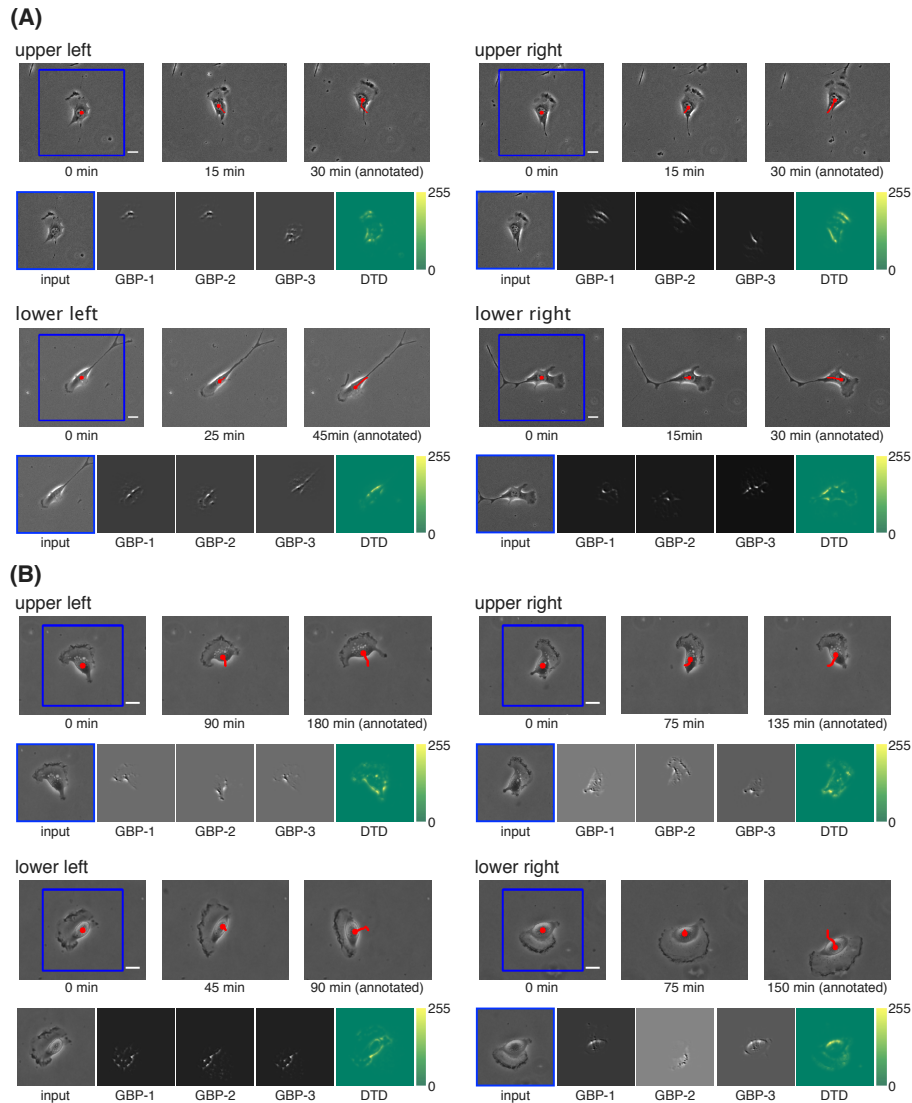 (A)
upper left
0 min 15 min 30 min (annotated)
255
0
input GBP-1 GBP-2 GBP-3 DTD
upper right
0 min 15 min 30 min (annotated)
255
0
input GBP-1 GBP-2 GBP-3 DTD
lower left
0 min 25 min 45min (annotated)
255
0
input GBP-1 GBP-2 GBP-3 DTD
lower right
0 min 15min 30 min (annotated)
255
0
input GBP-1 GBP-2 GBP-3 DTD
(B)
upper left
0 min 90 min 180 min (annotated)
255
0
input GBP-1 GBP-2 GBP-3 DTD
upper right
0 min 75 min 135 min (annotated)
255
0
input GBP-1 GBP-2 GBP-3 DTD
lower left
0 min 45 min 90 min (annotated)
255
0
input GBP-1 GBP-2 GBP-3 DTD
lower right
0 min 75 min 150 min (annotated)
255
0
input GBP-1 GBP-2 GBP-3 DTD